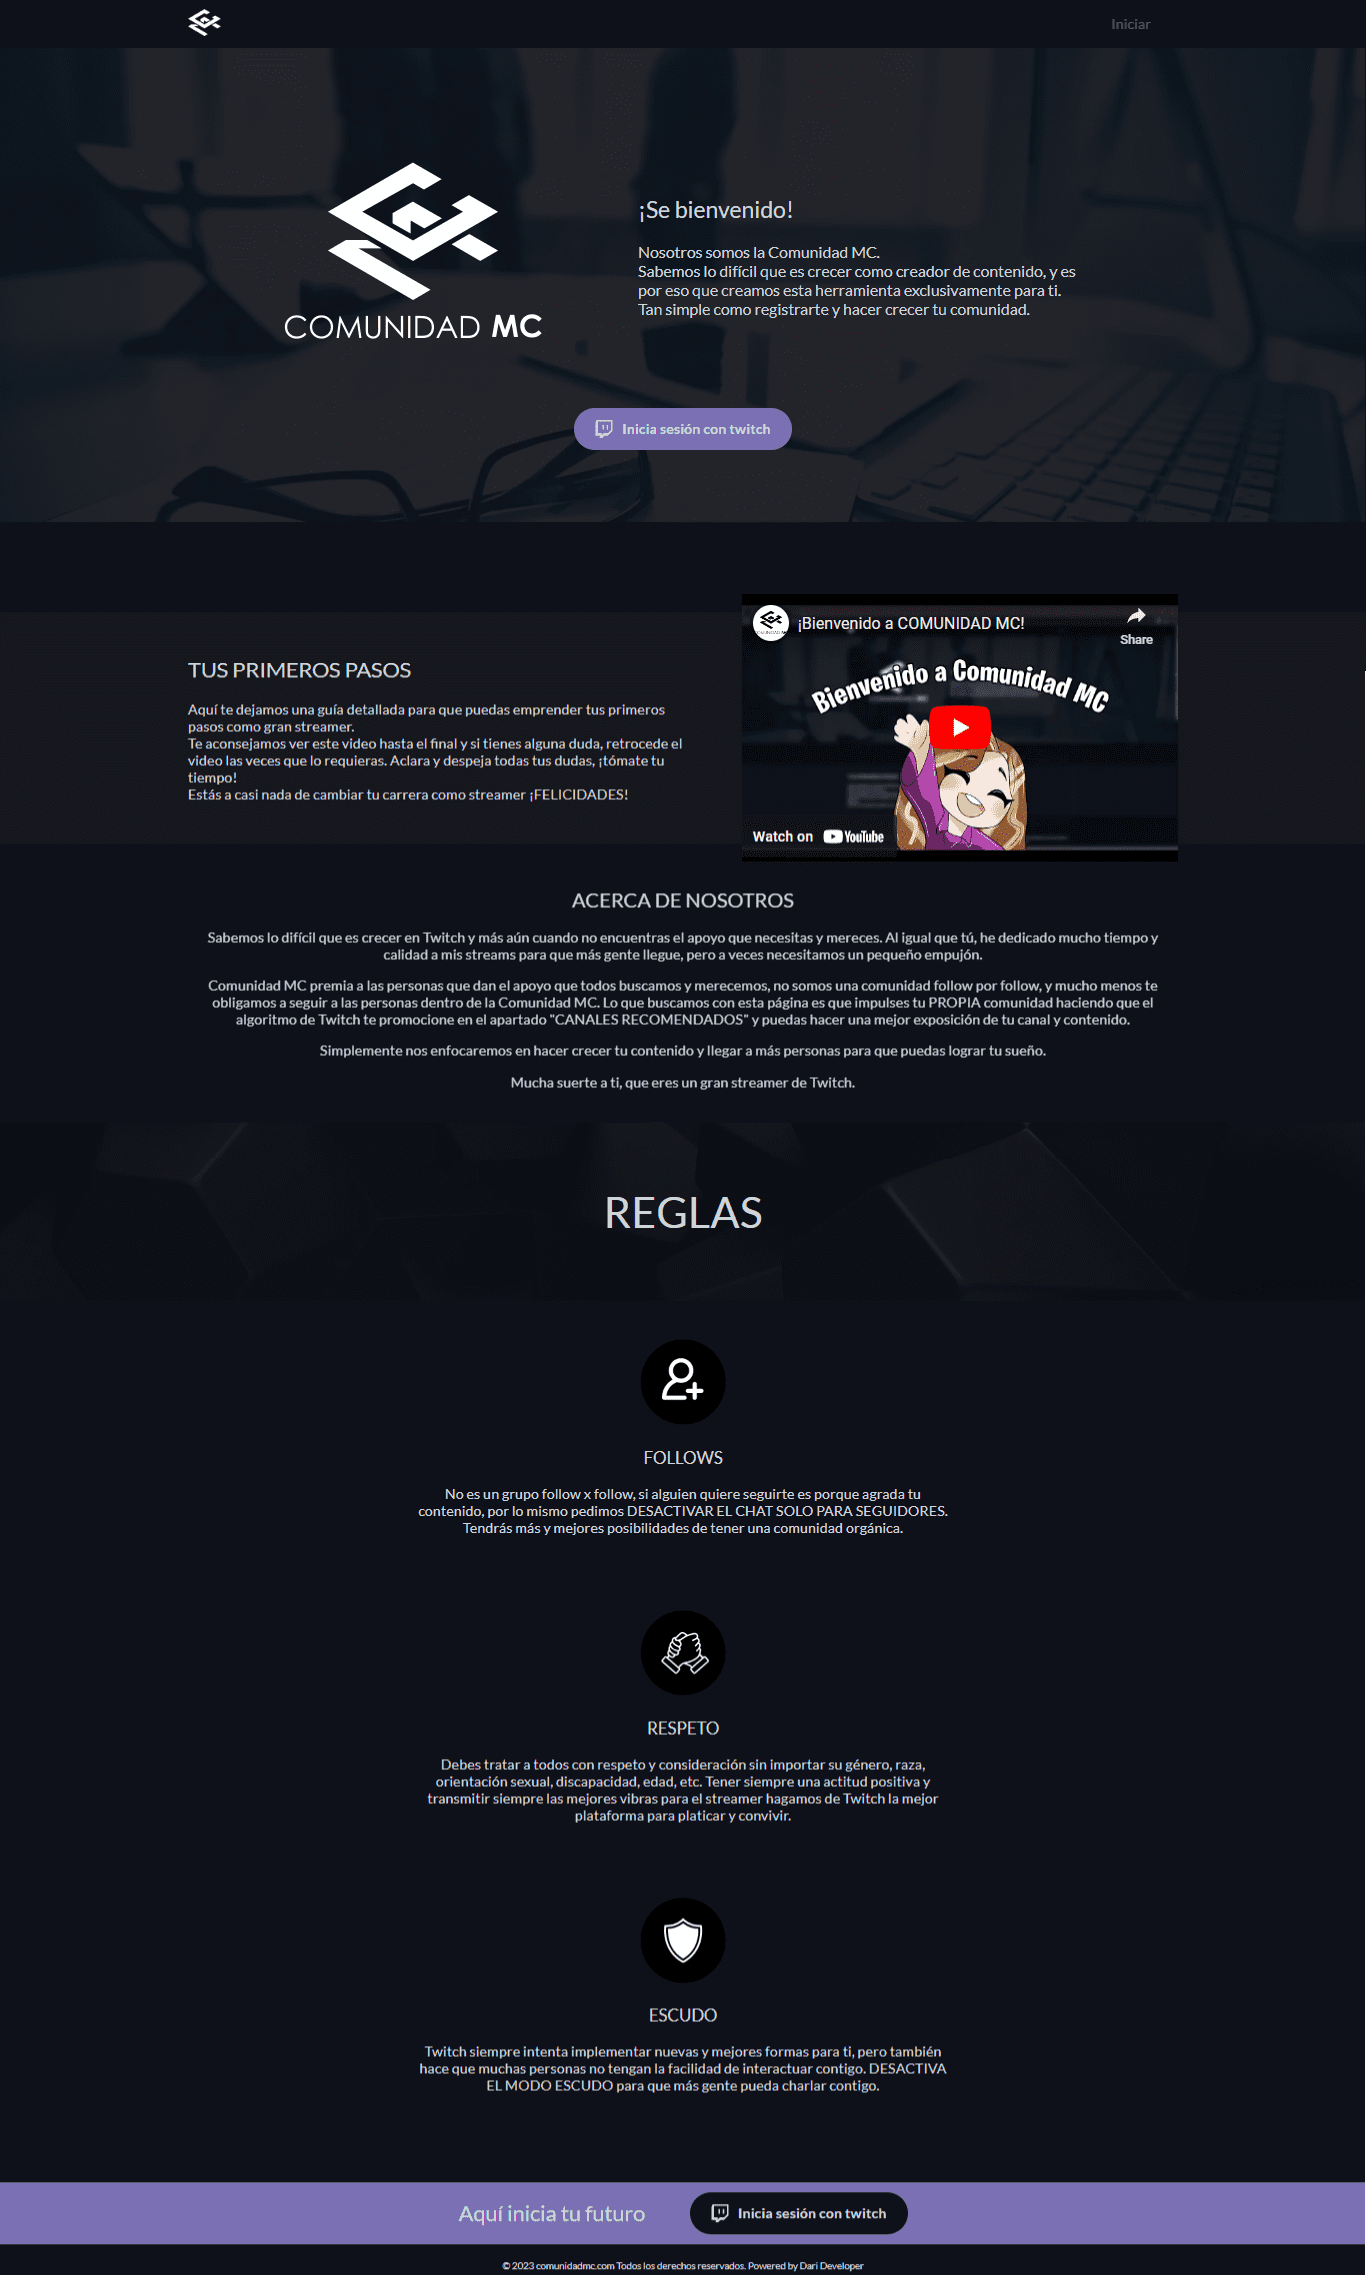 Iniciar
COMUNIDAD MC
¡Se bienvenido!
Nosotros somos la Comunidad MC.
Sabemos lo difícil que es crecer como creador de contenido, y es
por eso que creamos esta herramienta exclusivamente para ti.
Tan simple como registrarte y hacer crecer tu comunidad.
Inicia sesión con twitch
TUS PRIMEROS PASOS
Aquí te dejamos una guía detallada para que puedas emprender tus primeros
pasos como gran streamer.
Te aconsejamos ver este video hasta el final y si tienes alguna duda, retrocede el
video las veces que lo requieras. Aclara y despeja todas tus dudas, ¡tómate tu
tiempo!
Estás a casi nada de cambiar tu carrera como streamer ¡FELICIDADES!
¡Bienvenido a COMUNIDAD MC!
Share
Bienvenido a Comunidad MC
Watch on YouTube
ACERCA DE NOSOTROS
Sabemos lo difícil que es crecer en Twitch y más aún cuando no encuentras el apoyo que necesitas y mereces. Al igual que tú, he dedicado mucho tiempo y
calidad a mis streams para que más gente llegue, pero a veces necesitamos un pequeño empujón.
Comunidad MC premia a las personas que dan el apoyo que todos buscamos y merecemos, no somos una comunidad follow por follow, y mucho menos te
obligamos a seguir a las personas dentro de la Comunidad MC. Lo que buscamos con esta página es que impulses tu PROPIA comunidad haciendo que el
algoritmo de Twitch te promocione en el apartado "CANALES RECOMENDADOS" y puedas hacer una mejor exposición de tu canal y contenido.
Simplemente nos enfocaremos en hacer crecer tu contenido y llegar a más personas para que puedas lograr tu sueño.
Mucha suerte a ti, que eres un gran streamer de Twitch.
REGLAS
FOLLOWS
No es un grupo follow x follow, si alguien quiere seguirte es porque agrada tu
contenido, por lo mismo pedimos DESACTIVAR EL CHAT SOLO PARA SEGUIDORES.
Tendrás más y mejores posibilidades de tener una comunidad orgánica.
RESPETO
Debes tratar a todos con respeto y consideración sin importar su género, raza,
orientación sexual, discapacidad, edad, etc. Tener siempre una actitud positiva y
transmitir siempre las mejores vibras para el streamer hagamos de Twitch la mejor
plataforma para platicar y convivir.
ESCUDO
Twitch siempre intenta implementar nuevas y mejores formas para ti, pero también
hace que muchas personas no tengan la facilidad de interactuar contigo. DESACTIVA
EL MODO ESCUDO para que más gente pueda charlar contigo.
Aquí inicia tu futuro
Inicia sesión con twitch
© 2023 comunidadmc.com Todos los derechos reservados. Powered by Dari Developer